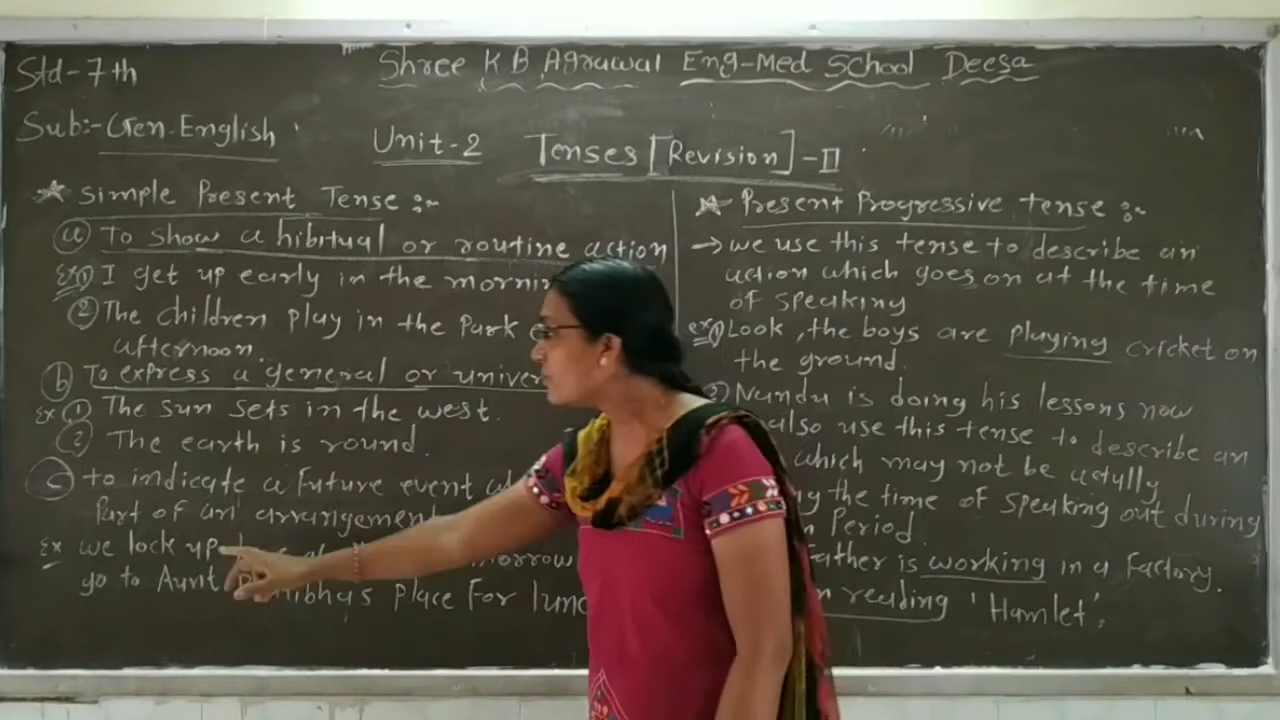 Std-7th
Shree K B Agrawal Eng-Med School Deesa
Sub:-Gen.English
Unit-2 Tenses [Revision]-II
Simple Present Tense :~
(a) To show a hibitual or routine action
Ex(1) I get up early in the
(2) The children play in the Park
afternoon.
(b) To express a general or
Ex (1) The sun sets in the west.
(2) The earth is round.
(c) to indicate a future event
Part of an arrangement
Ex we lock up
go to Aunt Place For
Present Progressive tense :~
→ we use this tense to describe an
action which goes on at the time
of speaking
ex(1) Look, the boys are playing cricket on
the ground.
2) Nandu is doing his lessons now
also use this tense to describe an
which may not be actully
the time of speaking out during
Period
is working in a factory.
reading 'Hamlet'.